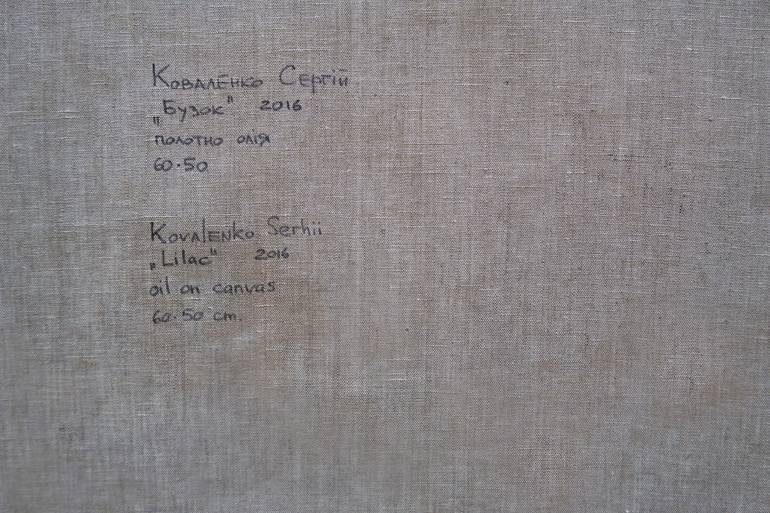 Коваленко Сергій
„Бузок" 2016
полотно олія
60·50
Kovalenko Serhii
„Lilac" 2016
oil on canvas
60·50 cm.